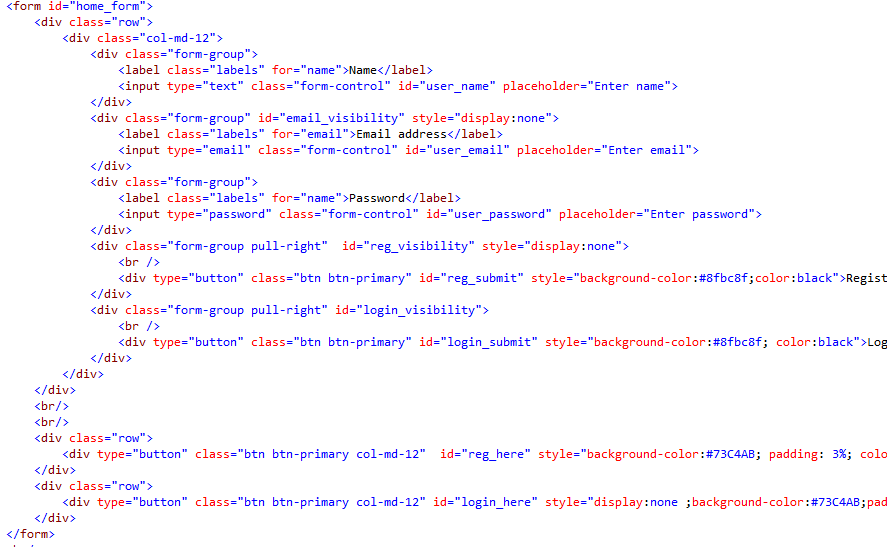 <form id="home_form">
<div class="row">
<div class="col-md-12">
<div class="form-group">
<label class="labels" for="name">Name</label>
<input type="text" class="form-control" id="user_name" placeholder="Enter name">
</div>
<div class="form-group" id="email_visibility" style="display:none">
<label class="labels" for="email">Email address</label>
<input type="email" class="form-control" id="user_email" placeholder="Enter email">
</div>
<div class="form-group">
<label class="labels" for="name">Password</label>
<input type="password" class="form-control" id="user_password" placeholder="Enter password">
</div>
<div class="form-group pull-right"  id="reg_visibility" style="display:none">
<br />
<div type="button" class="btn btn-primary" id="reg_submit" style="background-color:#8fbc8f;color:black">Regist
</div>
<div class="form-group pull-right" id="login_visibility">
<br />
<div type="button" class="btn btn-primary" id="login_submit" style="background-color:#8fbc8f; color:black">Log
</div>
</div>
</div>
<br/>
<br/>
<div class="row">
<div type="button" class="btn btn-primary col-md-12"  id="reg_here" style="background-color:#73C4AB; padding: 3%; colo
</div>
<div class="row">
<div type="button" class="btn btn-primary col-md-12" id="login_here" style="display:none ;background-color:#73C4AB;pad
</div>
</form>